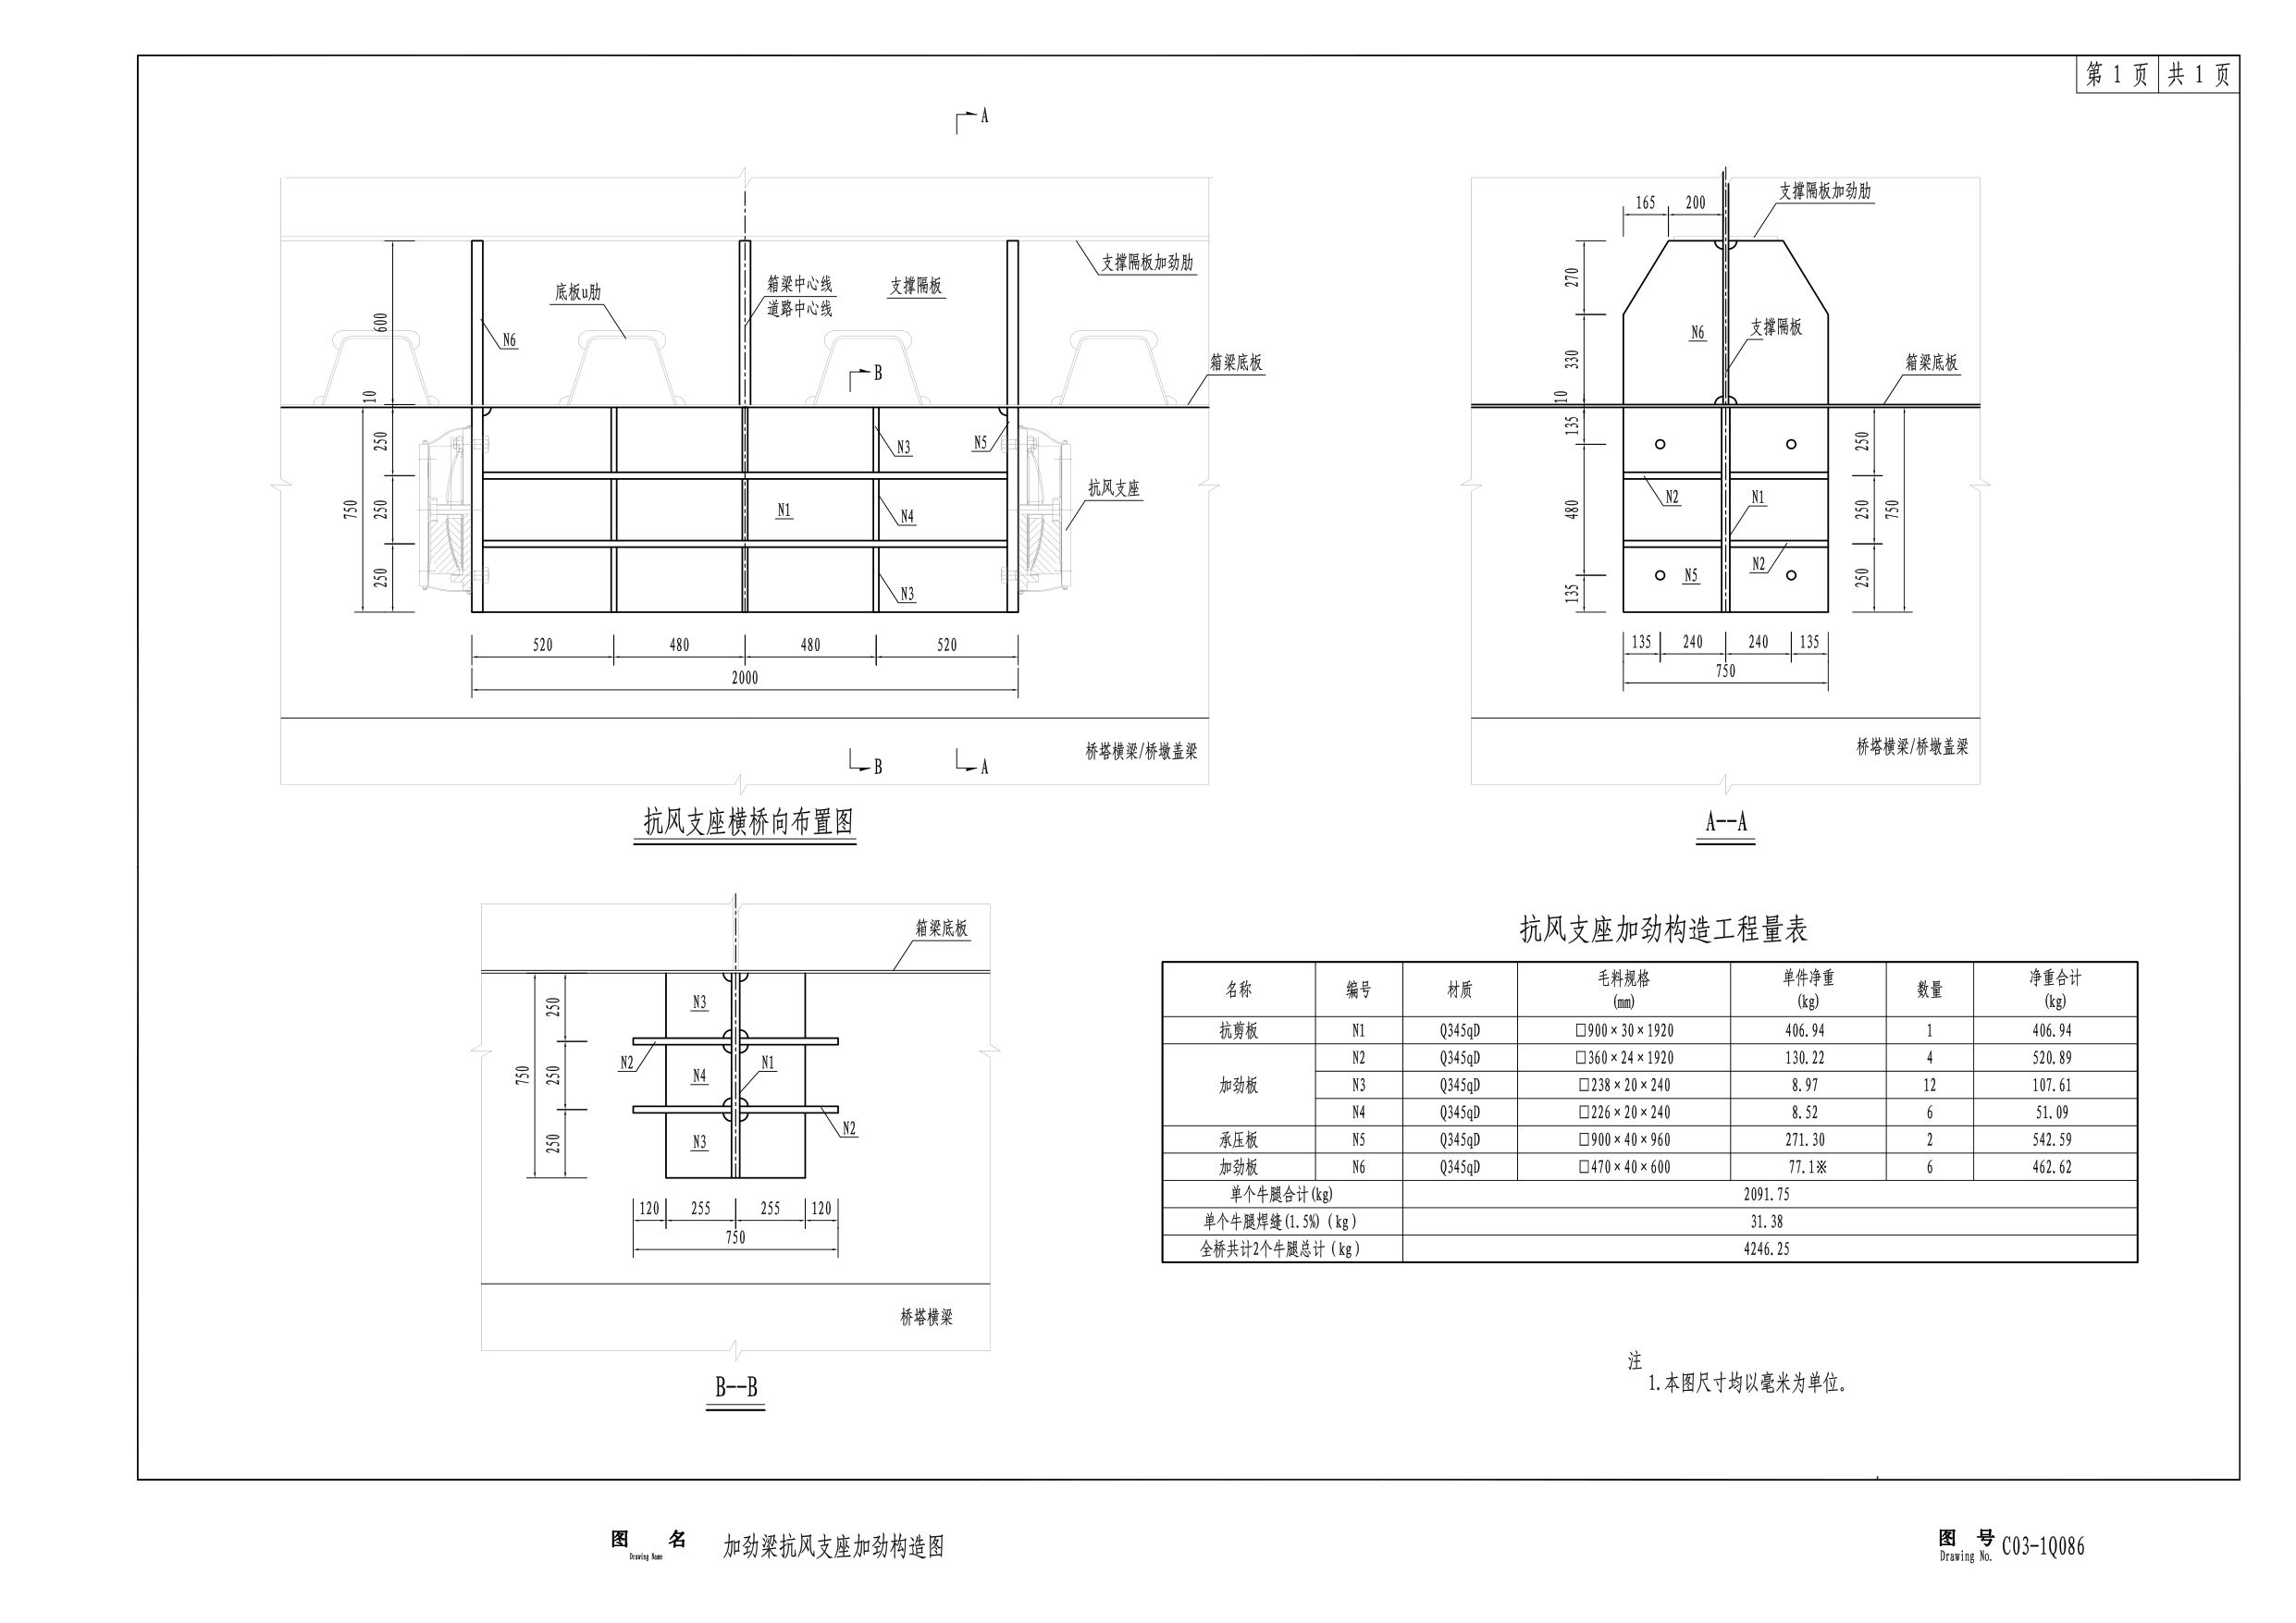 第 1 页 共 1 页
A
支撑隔板加劲肋
底板u肋
箱梁中心线
道路中心线
支撑隔板
N6
B
箱梁底板
600
10
250
250
250
750
N3
N5
N1
N4
N3
抗风支座
520 480 480 520
2000
桥塔横梁/桥墩盖梁
B A
抗风支座横桥向布置图
165 200
支撑隔板加劲肋
270
330
10
135
480
135
N6
支撑隔板
箱梁底板
N2 N1
N2
N5
250
250
250
750
135 240 240 135
750
桥塔横梁/桥墩盖梁
A--A
箱梁底板
250
250
250
750
N3
N2
N4
N1
N3
N2
120 255 255 120
750
桥塔横梁
B--B
抗风支座加劲构造工程量表
名称 编号 材质 毛料规格(mm) 单件净重(kg) 数量 净重合计(kg)
抗剪板 N1 Q345qD □900×30×1920 406.94 1 406.94
加劲板 N2 Q345qD □360×24×1920 130.22 4 520.89
N3 Q345qD □238×20×240 8.97 12 107.61
N4 Q345qD □226×20×240 8.52 6 51.09
承压板 N5 Q345qD □900×40×960 271.30 2 542.59
加劲板 N6 Q345qD □470×40×600 77.1※ 6 462.62
单个牛腿合计(kg) 2091.75
单个牛腿焊缝(1.5%)(kg) 31.38
全桥共计2个牛腿总计(kg) 4246.25
注
1.本图尺寸均以毫米为单位。
图 名 加劲梁抗风支座加劲构造图
Drawing Name
图 号 C03-1Q086
Drawing No.